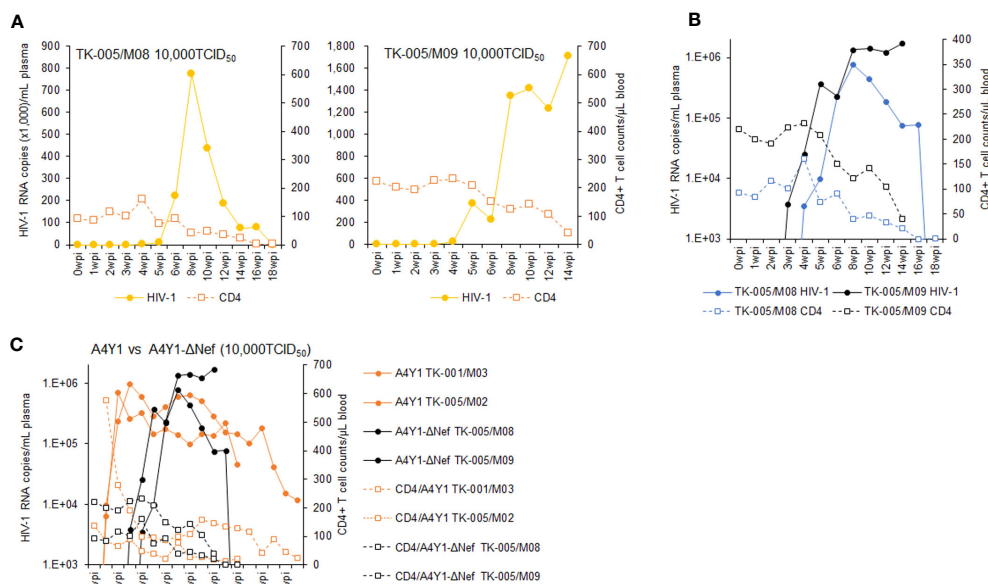 A
TK-005/M08 10,000TCID50
HIV-1 RNA copies (x1,000)/mL plasma
900
800
700
600
500
400
300
200
100
0
700
600
500
400
300
200
100
0
0wpi
1wpi
2wpi
3wpi
4wpi
5wpi
6wpi
8wpi
10wpi
12wpi
14wpi
16wpi
18wpi
HIV-1
CD4
TK-005/M09 10,000TCID50
1,800
1,600
1,400
1,200
1,000
800
600
400
200
0
700
600
500
400
300
200
100
0
CD4+ T cell counts/µL blood
0wpi
1wpi
2wpi
3wpi
4wpi
5wpi
6wpi
8wpi
10wpi
12wpi
14wpi
HIV-1
CD4
B
HIV-1 RNA copies/mL plasma
1.E+06
1.E+05
1.E+04
1.E+03
400
350
300
250
200
150
100
50
0
CD4+ T cell counts/µL blood
0wpi
1wpi
2wpi
3wpi
4wpi
5wpi
6wpi
8wpi
10wpi
12wpi
14wpi
16wpi
18wpi
TK-005/M08 HIV-1
TK-005/M09 HIV-1
TK-005/M08 CD4
TK-005/M09 CD4
C
A4Y1 vs A4Y1-ΔNef (10,000TCID50)
HIV-1 RNA copies/mL plasma
1.E+06
1.E+05
1.E+04
1.E+03
700
600
500
400
300
200
100
0
CD4+ T cell counts/µL blood
A4Y1 TK-001/M03
A4Y1 TK-005/M02
A4Y1-ΔNef TK-005/M08
A4Y1-ΔNef TK-005/M09
CD4/A4Y1 TK-001/M03
CD4/A4Y1 TK-005/M02
CD4/A4Y1-ΔNef TK-005/M08
CD4/A4Y1-ΔNef TK-005/M09